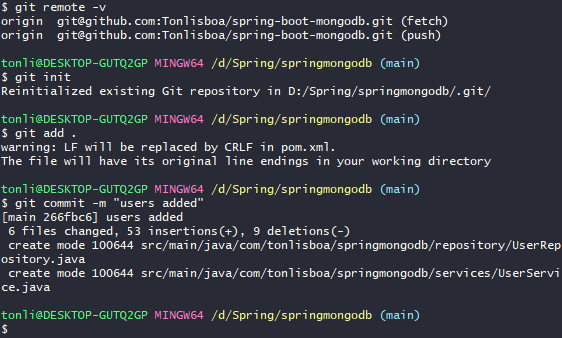 $ git remote -v
origin  git@github.com:Tonlisboa/spring-boot-mongodb.git (fetch)
origin  git@github.com:Tonlisboa/spring-boot-mongodb.git (push)
tonli@DESKTOP-GUTQ2GP MINGW64 /d/Spring/springmongodb (main)
$ git init
Reinitialized existing Git repository in D:/Spring/springmongodb/.git/
tonli@DESKTOP-GUTQ2GP MINGW64 /d/Spring/springmongodb (main)
$ git add .
warning: LF will be replaced by CRLF in pom.xml.
The file will have its original line endings in your working directory
tonli@DESKTOP-GUTQ2GP MINGW64 /d/Spring/springmongodb (main)
$ git commit -m "users added"
[main 266fbc6] users added
 6 files changed, 53 insertions(+), 9 deletions(-)
 create mode 100644 src/main/java/com/tonlisboa/springmongodb/repository/UserRep
ository.java
 create mode 100644 src/main/java/com/tonlisboa/springmongodb/services/UserServi
ce.java
tonli@DESKTOP-GUTQ2GP MINGW64 /d/Spring/springmongodb (main)
$